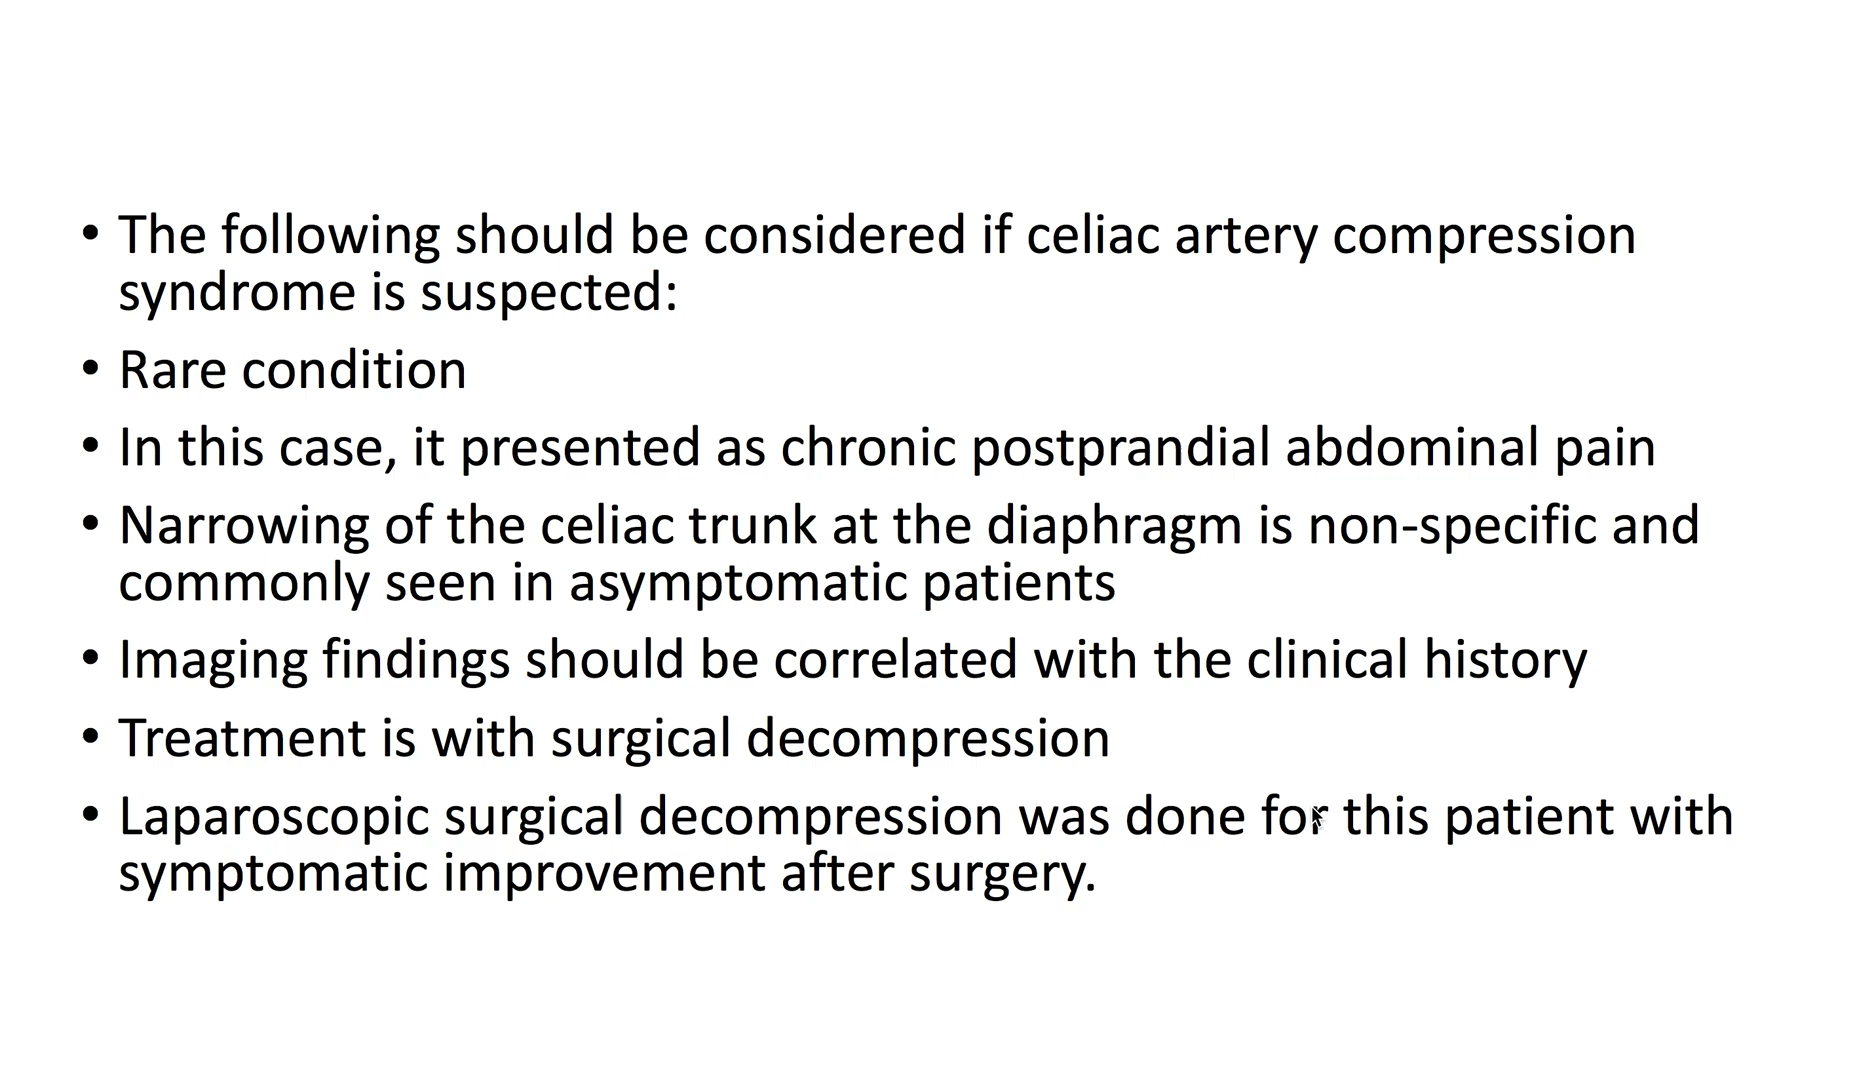 • The following should be considered if celiac artery compression
syndrome is suspected:
• Rare condition
• In this case, it presented as chronic postprandial abdominal pain
• Narrowing of the celiac trunk at the diaphragm is non-specific and
commonly seen in asymptomatic patients
• Imaging findings should be correlated with the clinical history
• Treatment is with surgical decompression
• Laparoscopic surgical decompression was done for this patient with
symptomatic improvement after surgery.